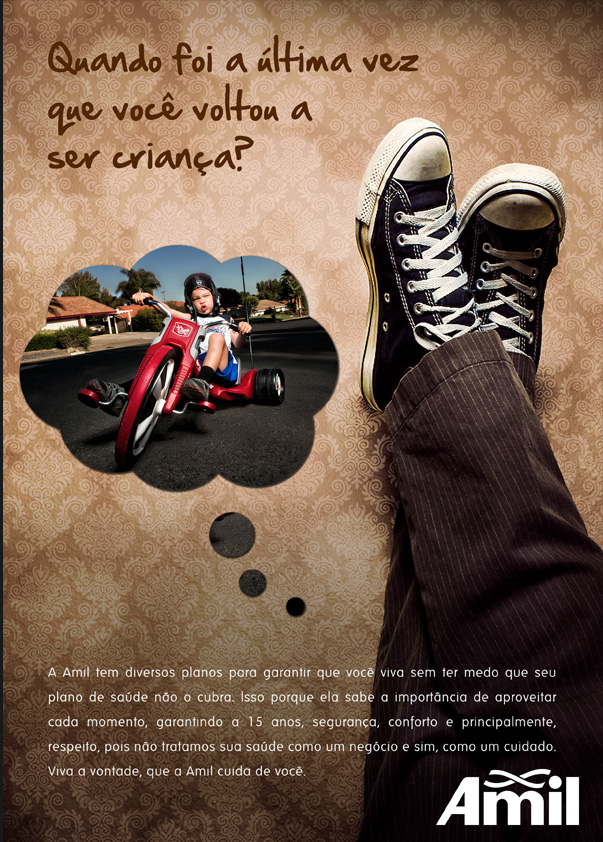 Quando foi a última vez
que você voltou a
ser criança?
A Amil tem diversos planos para garantir que você viva sem ter medo que seu
plano de saúde não o cubra. Isso porque ela sabe a importância de aproveitar
cada momento, garantindo a 15 anos, segurança, conforto e principalmente,
respeito, pois não tratamos sua saúde como um negócio e sim, como um cuidado.
Viva a vontade, que a Amil cuida de você.
Amil